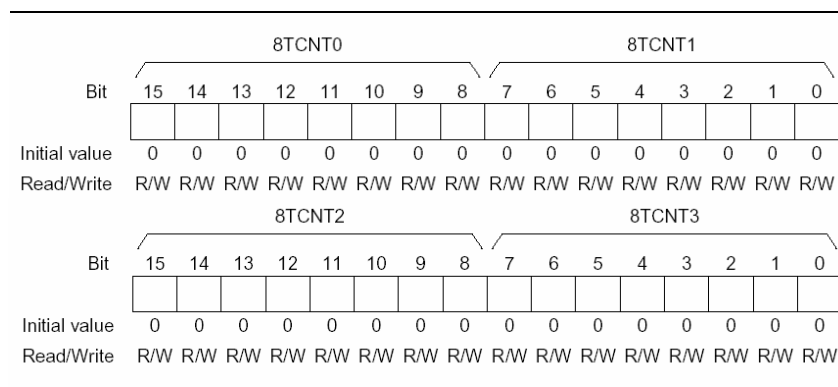 8TCNT0 8TCNT1
Bit 15 14 13 12 11 10 9 8 7 6 5 4 3 2 1 0
Initial value 0 0 0 0 0 0 0 0 0 0 0 0 0 0 0 0
Read/Write R/W R/W R/W R/W R/W R/W R/W R/W R/W R/W R/W R/W R/W R/W R/W R/W
8TCNT2 8TCNT3
Bit 15 14 13 12 11 10 9 8 7 6 5 4 3 2 1 0
Initial value 0 0 0 0 0 0 0 0 0 0 0 0 0 0 0 0
Read/Write R/W R/W R/W R/W R/W R/W R/W R/W R/W R/W R/W R/W R/W R/W R/W R/W